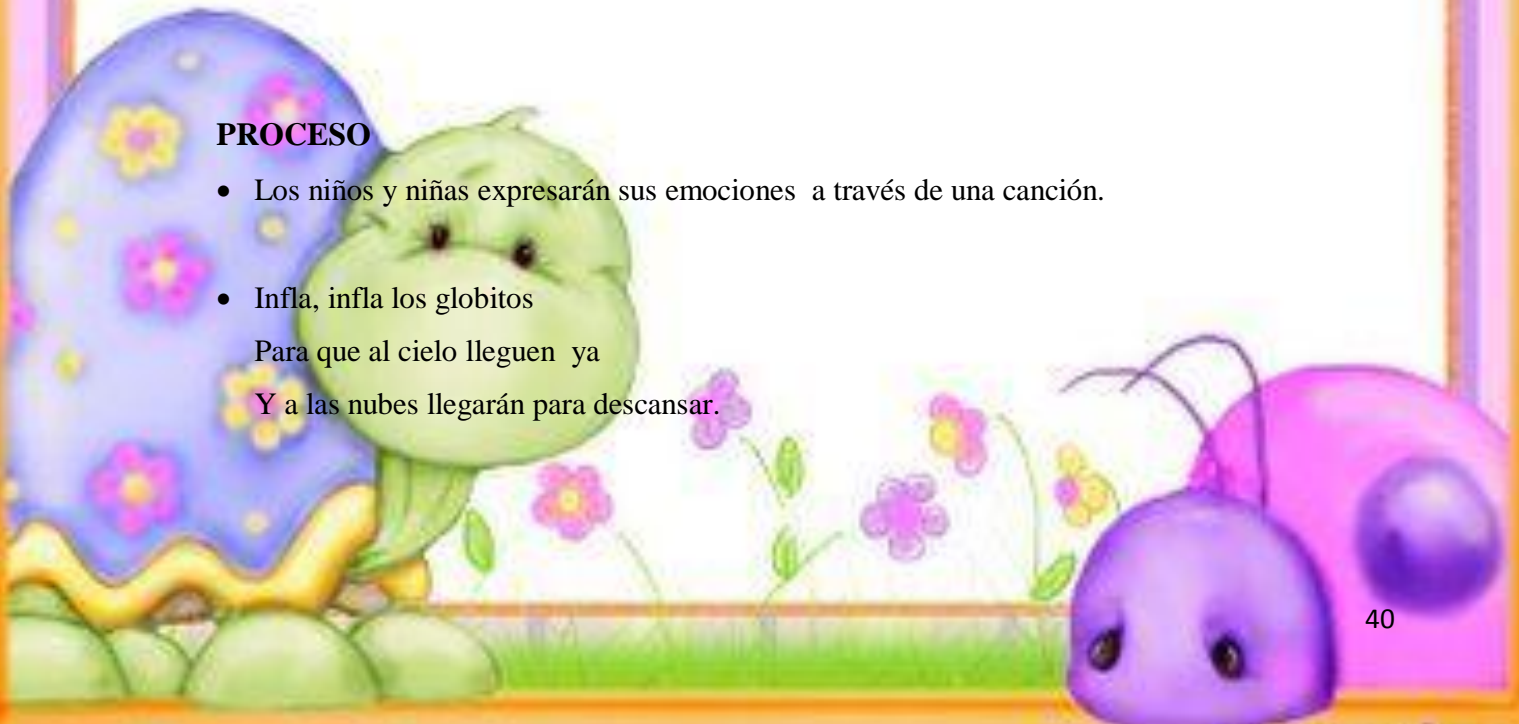 PROCESO
• Los niños y niñas expresarán sus emociones  a través de una canción.
• Infla, infla los globitos
Para que al cielo lleguen  ya
Y a las nubes llegarán para descansar.
40